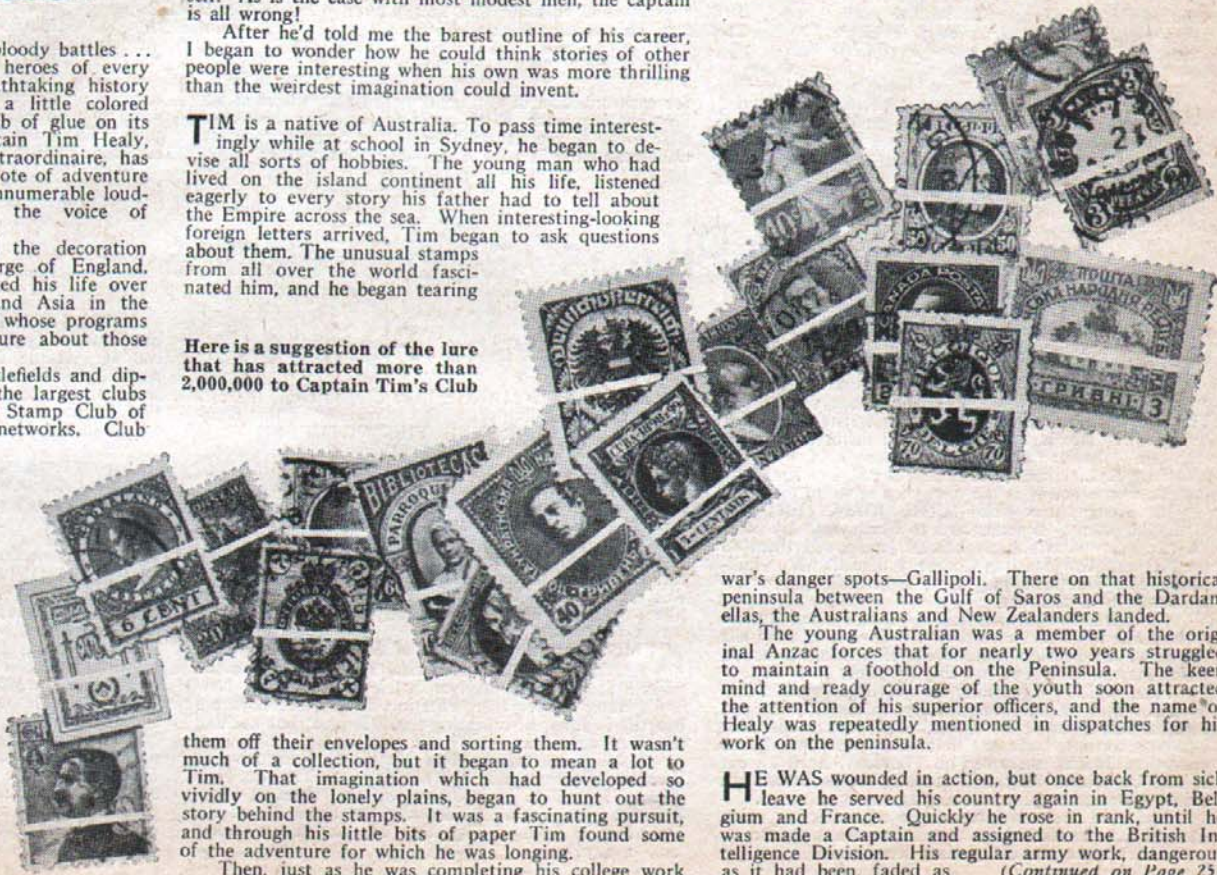 is all wrong!
After he'd told me the barest outline of his career,
I began to wonder how he could think stories of other
people were interesting when his own was more thrilling
than the weirdest imagination could invent.
bloody battles . . .
heroes of every
thtaking history
a little colored
b of glue on its
tain Tim Healy,
traordinaire, has
ote of adventure
nnumerable loud-
the voice of
the decoration
rge of England.
ed his life over
nd Asia in the
whose programs
ure about those
lefields and dip-
the largest clubs
Stamp Club of
networks. Club
TIM is a native of Australia. To pass time interest-
ingly while at school in Sydney, he began to de-
vise all sorts of hobbies. The young man who had
lived on the island continent all his life, listened
eagerly to every story his father had to tell about
the Empire across the sea. When interesting-looking
foreign letters arrived, Tim began to ask questions
about them. The unusual stamps
from all over the world fasci-
nated him, and he began tearing
Here is a suggestion of the lure
that has attracted more than
2,000,000 to Captain Tim's Club
them off their envelopes and sorting them. It wasn't
much of a collection, but it began to mean a lot to
Tim. That imagination which had developed so
vividly on the lonely plains, began to hunt out the
story behind the stamps. It was a fascinating pursuit,
and through his little bits of paper Tim found some
of the adventure for which he was longing.
Then, just as he was completing his college work
war's danger spots—Gallipoli. There on that historica
peninsula between the Gulf of Saros and the Dardan
ellas, the Australians and New Zealanders landed.
The young Australian was a member of the orig
inal Anzac forces that for nearly two years struggle
to maintain a foothold on the Peninsula. The kee
mind and ready courage of the youth soon attracte
the attention of his superior officers, and the name o
Healy was repeatedly mentioned in dispatches for hi
work on the peninsula.
HE WAS wounded in action, but once back from sic
leave he served his country again in Egypt, Bel
gium and France. Quickly he rose in rank, until h
was made a Captain and assigned to the British In
telligence Division. His regular army work, dangerou
as it had been, faded as (Continued on Page 25
6 CENT
BIBLIOTECA
PARROQU
40
40
ПОШТА
НАРОДНЯ
ГРИВНІ 3
70 BELGIE 70